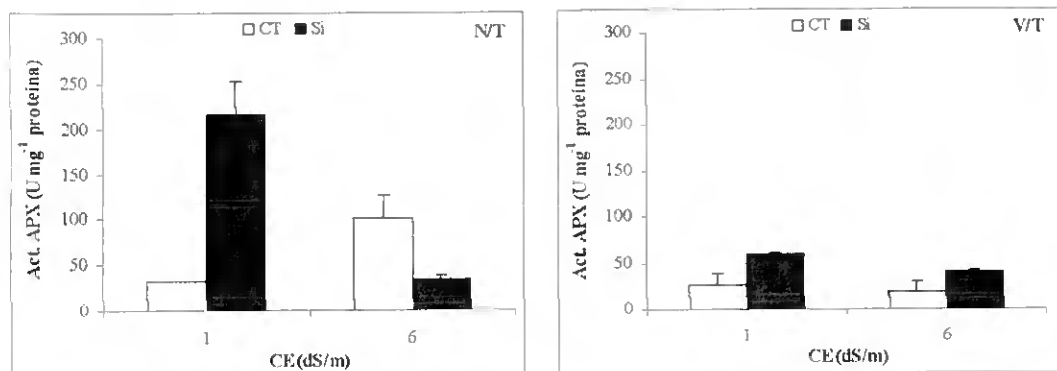 CT Si N/T
300
250
200
150
100
50
0
Act. APX (U mg-1 proteína)
1 6
CE(dS/m)
CT Si V/T
300
250
200
150
100
50
0
Act. APX (U mg-1 proteína)
1 6
CE(dS/m)